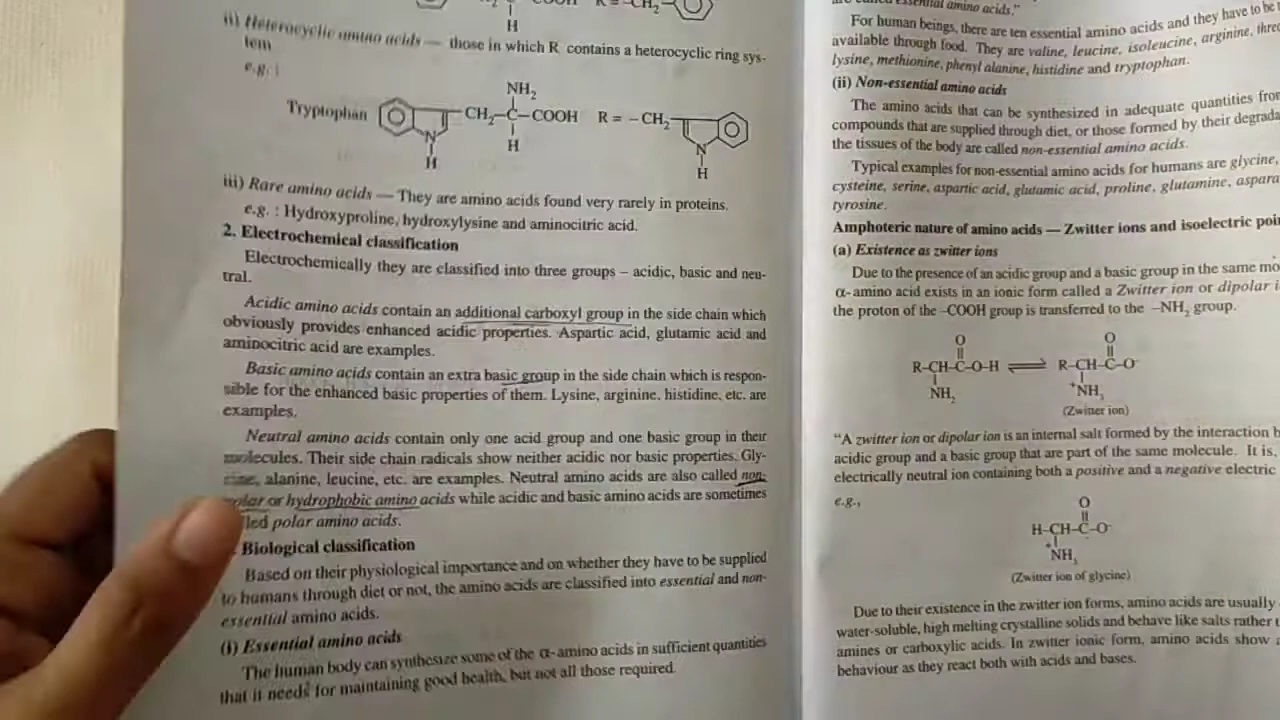 COOH R = –CH2–
H
ii) Heterocyclic amino acids — those in which R contains a heterocyclic ring sys-
tem
e.g. :
NH2
Tryptophan CH2–C–COOH R = – CH2
N H N
H H
iii) Rare amino acids — They are amino acids found very rarely in proteins.
e.g. : Hydroxyproline, hydroxylysine and aminocitric acid.
2. Electrochemical classification
Electrochemically they are classified into three groups – acidic, basic and neu-
tral.
Acidic amino acids contain an additional carboxyl group in the side chain which
obviously provides enhanced acidic properties. Aspartic acid, glutamic acid and
aminocitric acid are examples.
Basic amino acids contain an extra basic group in the side chain which is respon-
sible for the enhanced basic properties of them. Lysine, arginine, histidine, etc. are
examples.
Neutral amino acids contain only one acid group and one basic group in their
molecules. Their side chain radicals show neither acidic nor basic properties. Gly-
cine, alanine, leucine, etc. are examples. Neutral amino acids are also called non-
polar or hydrophobic amino acids while acidic and basic amino acids are sometimes
polar amino acids.
Biological classification
Based on their physiological importance and on whether they have to be supplied
to humans through diet or not, the amino acids are classified into essential and non-
essential amino acids.
(i) Essential amino acids
The human body can synthesize some of the α-amino acids in sufficient quantities
that it needs for maintaining good health, but not all those required.
essential amino acids."
For human beings, there are ten essential amino acids and they have to be
available through food. They are valine, leucine, isoleucine, arginine,
lysine, methionine, phenyl alanine, histidine and tryptophan.
(ii) Non-essential amino acids
The amino acids that can be synthesized in adequate quantities
compounds that are supplied through diet, or those formed by their
the tissues of the body are called non-essential amino acids.
Typical examples for non-essential amino acids for humans are glycine,
cysteine, serine, aspartic acid, glutamic acid, proline, glutamine,
tyrosine.
Amphoteric nature of amino acids — Zwitter ions and isoelectric
(a) Existence as zwitter ions
Due to the presence of an acidic group and a basic group in the same
α-amino acid exists in an ionic form called a Zwitter ion or dipolar
the proton of the –COOH group is transferred to the –NH2 group.
O O
R–CH–C–O–H ⇌ R–CH–C–O-
NH2 +NH3
(Zwitter ion)
"A zwitter ion or dipolar ion is an internal salt formed by the interaction
acidic group and a basic group that are part of the same molecule. It is,
electrically neutral ion containing both a positive and a negative electric
e.g.,
O
H–CH–C–O-
+NH3
(Zwitter ion of glycine)
Due to their existence in the zwitter ion forms, amino acids are usually
water-soluble, high melting crystalline solids and behave like salts rather
amines or carboxylic acids. In zwitter ionic form, amino acids show
behaviour as they react both with acids and bases.